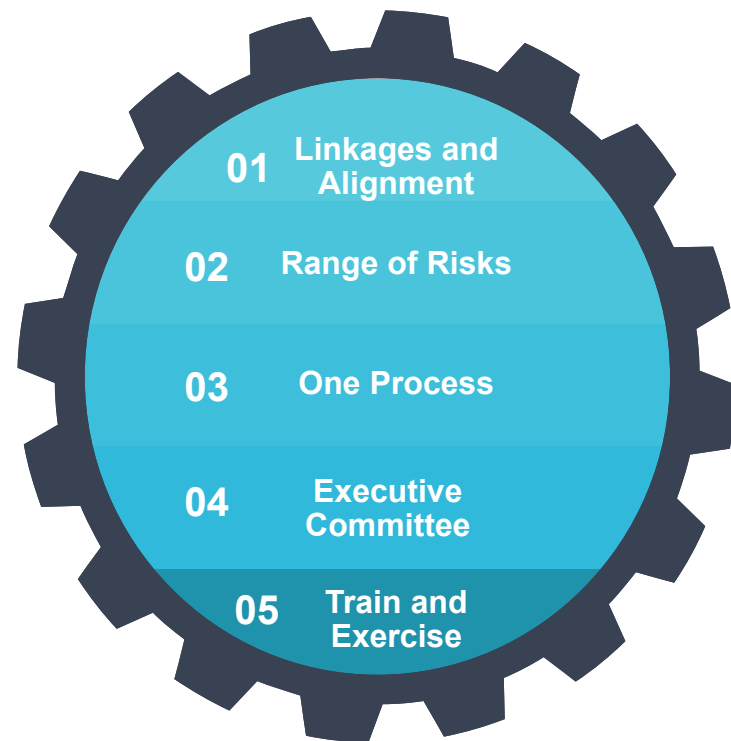 01 Linkages and
Alignment
02 Range of Risks
03 One Process
04 Executive
Committee
05 Train and
Exercise